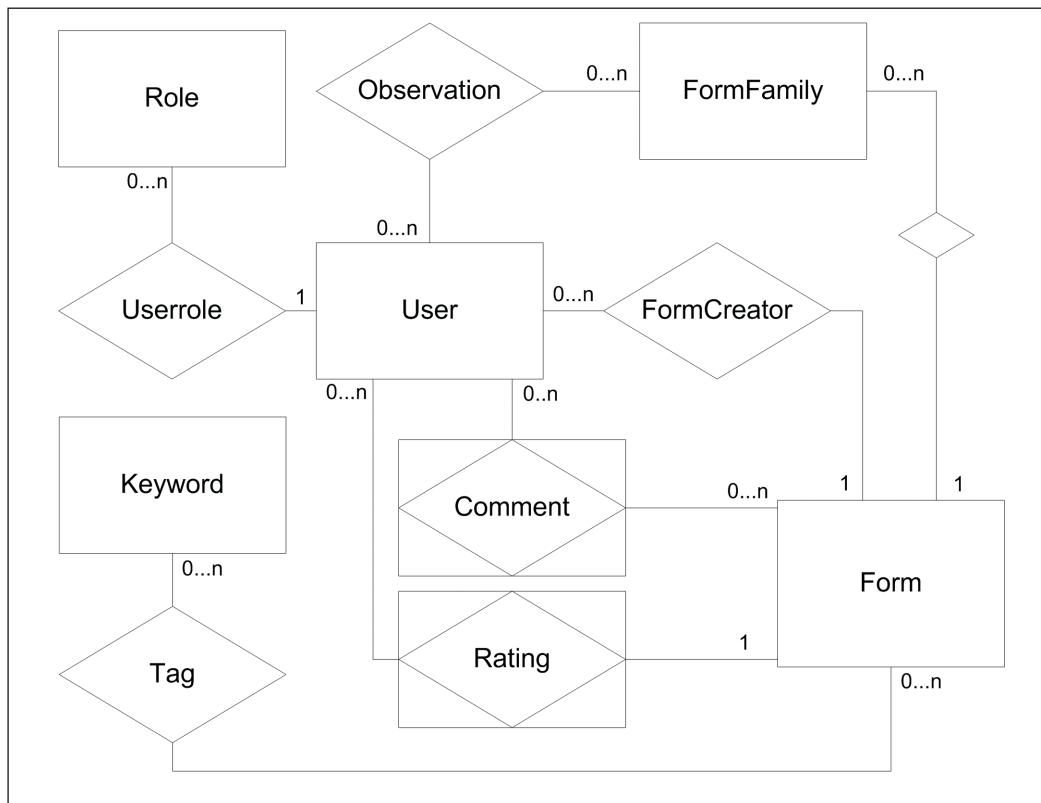 Role
Observation
0...n
FormFamily
0...n
0...n
0...n
Userrole
1
User
0...n
FormCreator
0...n
0..n
Keyword
0...n
Comment
0...n
1
1
Form
Tag
Rating
1
0...n